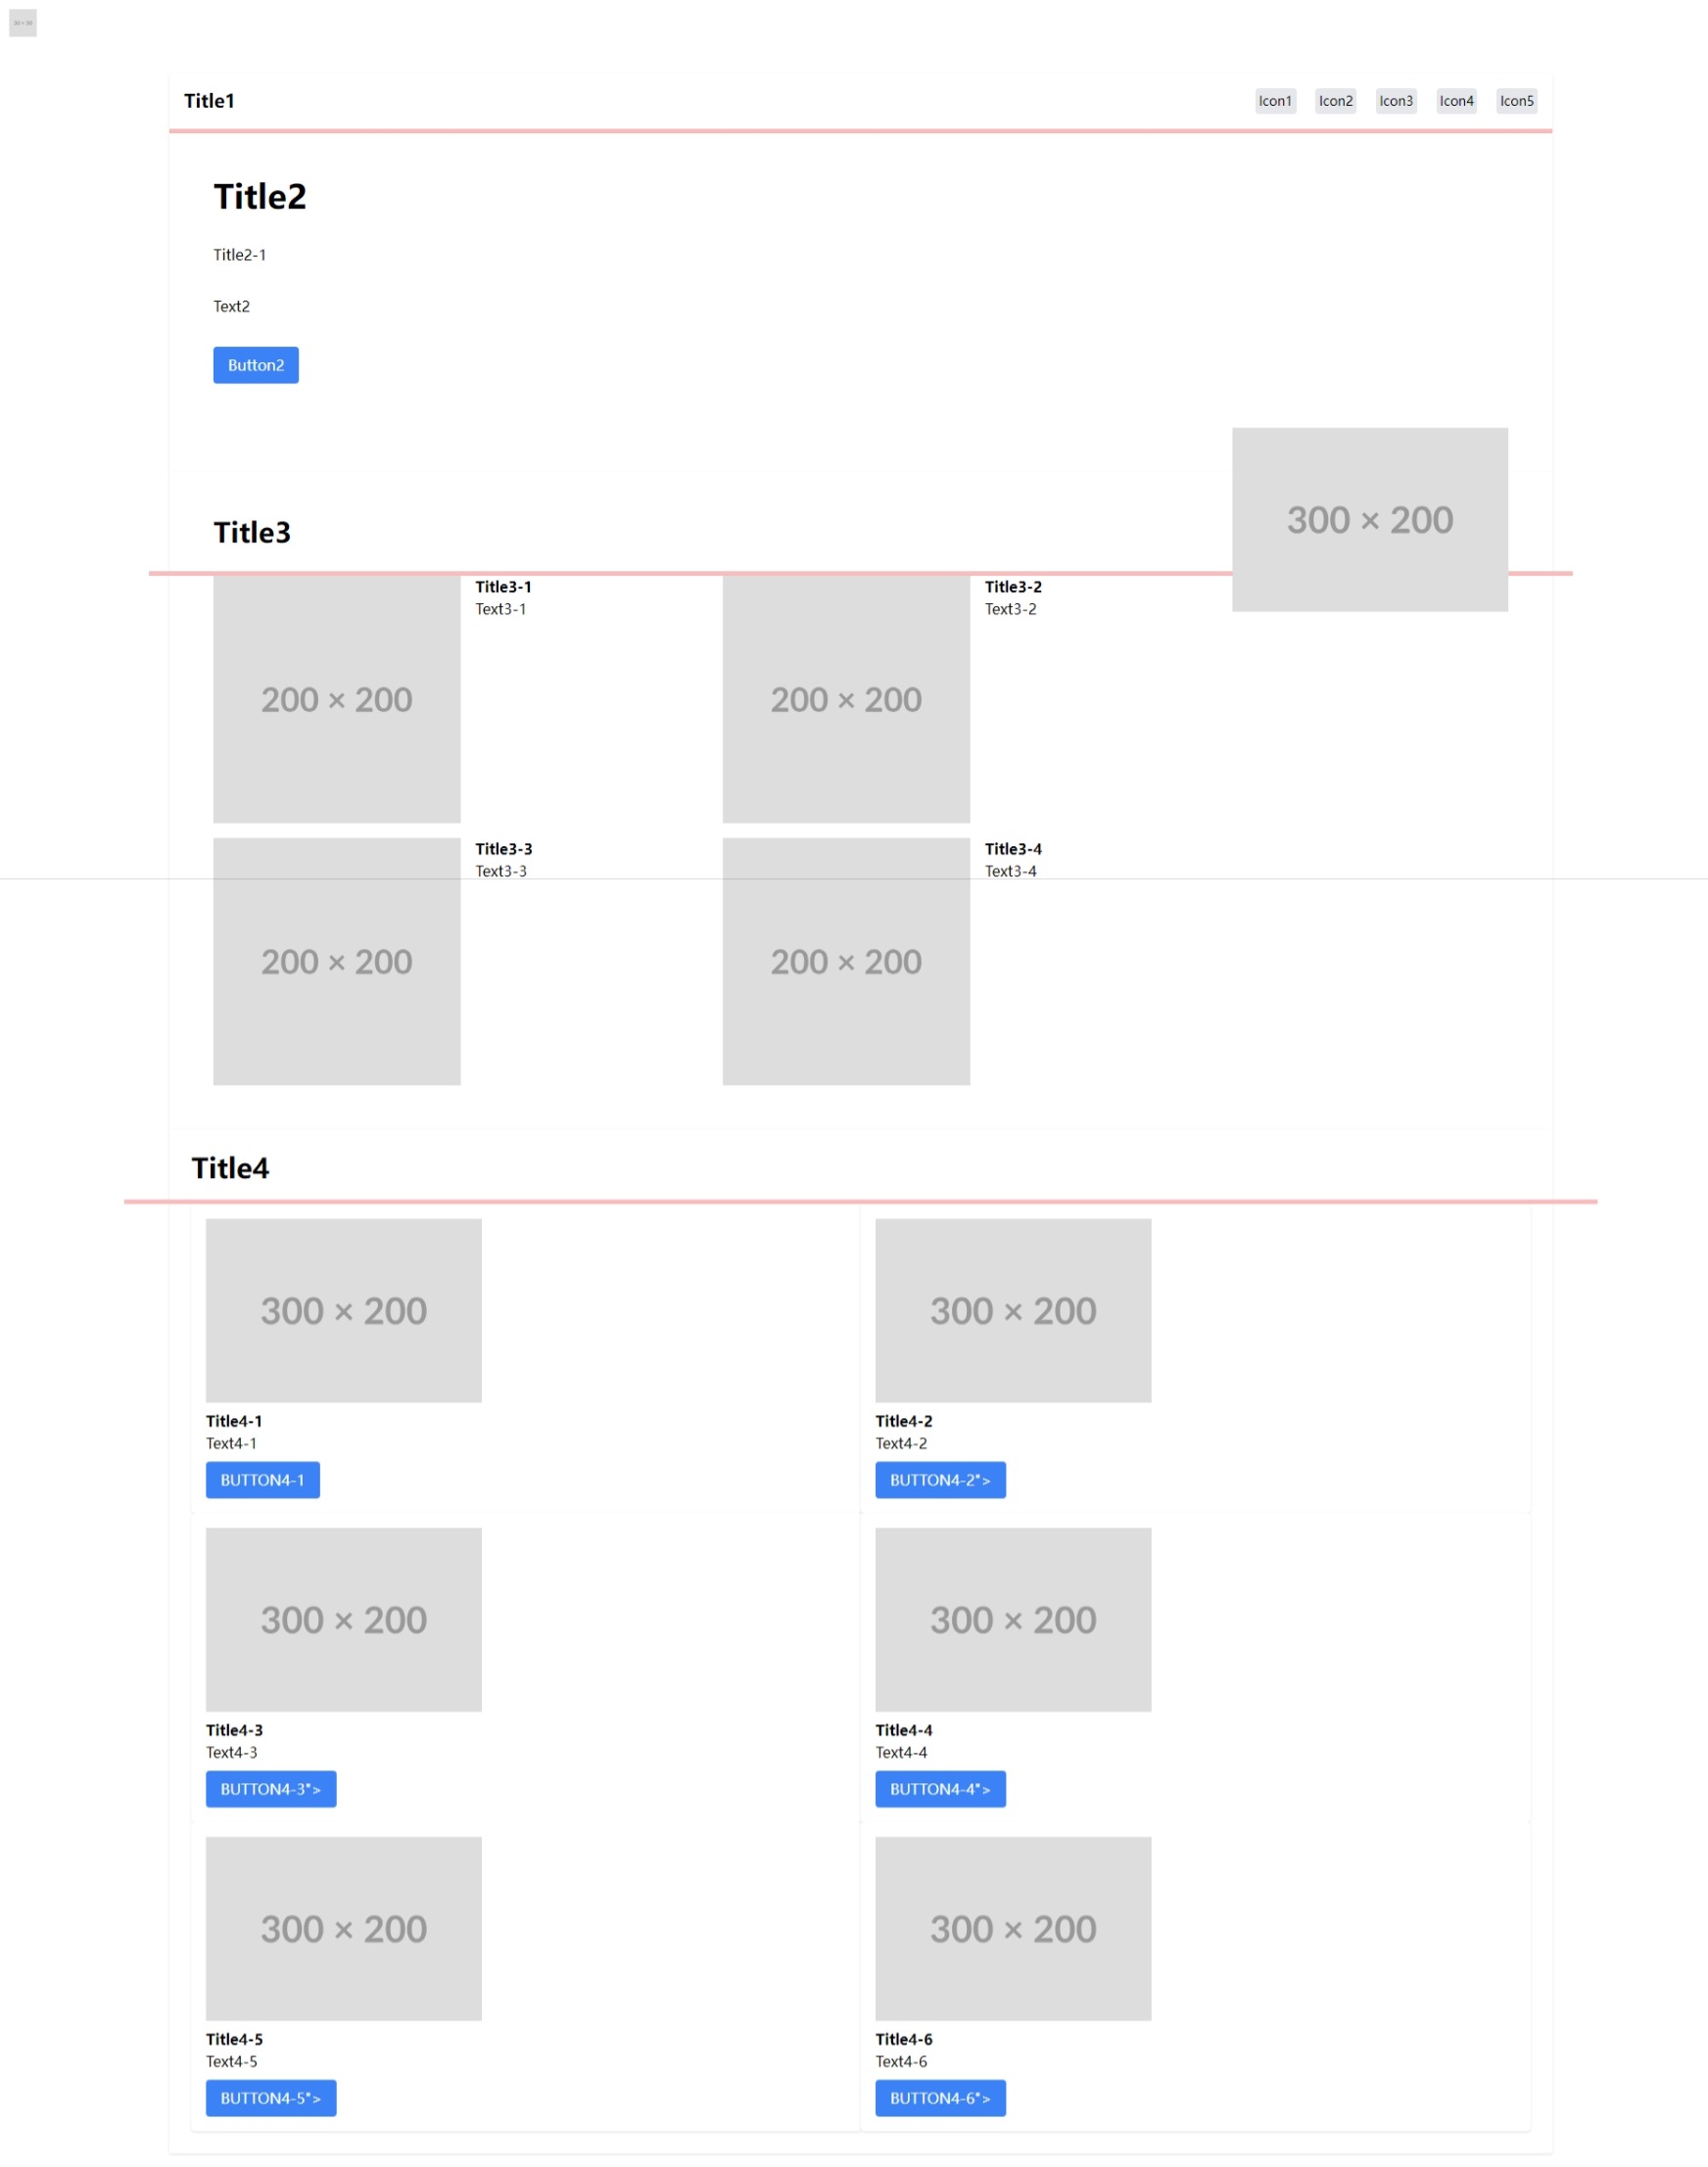 Title1
Icon1 Icon2 Icon3 Icon4 Icon5
Title2
Title2-1
Text2
Button2
300 × 200
Title3
200 × 200
Title3-1
Text3-1
200 × 200
Title3-2
Text3-2
200 × 200
Title3-3
Text3-3
200 × 200
Title3-4
Text3-4
Title4
300 × 200
Title4-1
Text4-1
BUTTON4-1
300 × 200
Title4-2
Text4-2
BUTTON4-2">
300 × 200
Title4-3
Text4-3
BUTTON4-3">
300 × 200
Title4-4
Text4-4
BUTTON4-4">
300 × 200
Title4-5
Text4-5
BUTTON4-5">
300 × 200
Title4-6
Text4-6
BUTTON4-6">